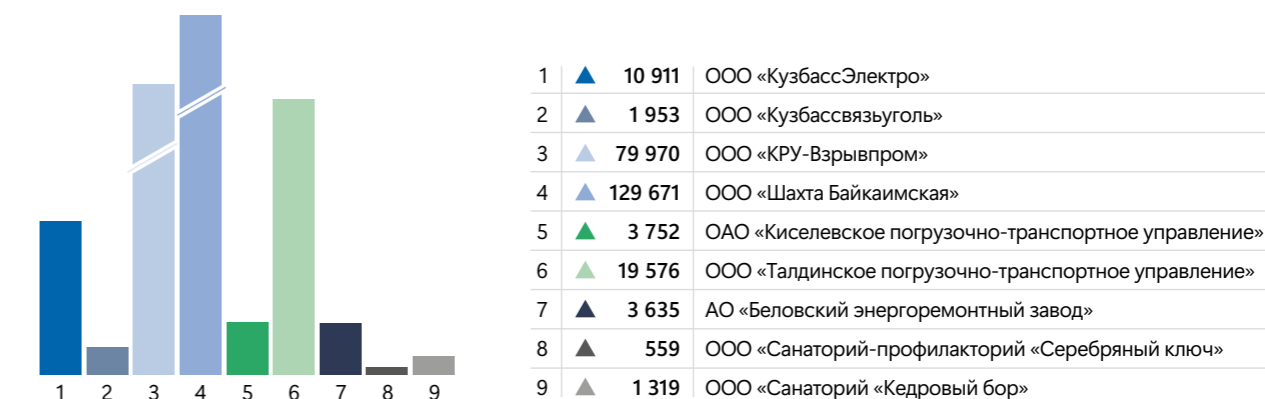 1 2 3 4 5 6 7 8 9
1 10 911 ООО «КузбассЭлектро»
2 1 953 ООО «Кузбассвязьуголь»
3 79 970 ООО «КРУ-Взрывпром»
4 129 671 ООО «Шахта Байкаимская»
5 3 752 ОАО «Киселевское погрузочно-транспортное управление»
6 19 576 ООО «Талдинское погрузочно-транспортное управление»
7 3 635 АО «Беловский энергоремонтный завод»
8 559 ООО «Санаторий-профилакторий «Серебряный ключ»
9 1 319 ООО «Санаторий «Кедровый бор»